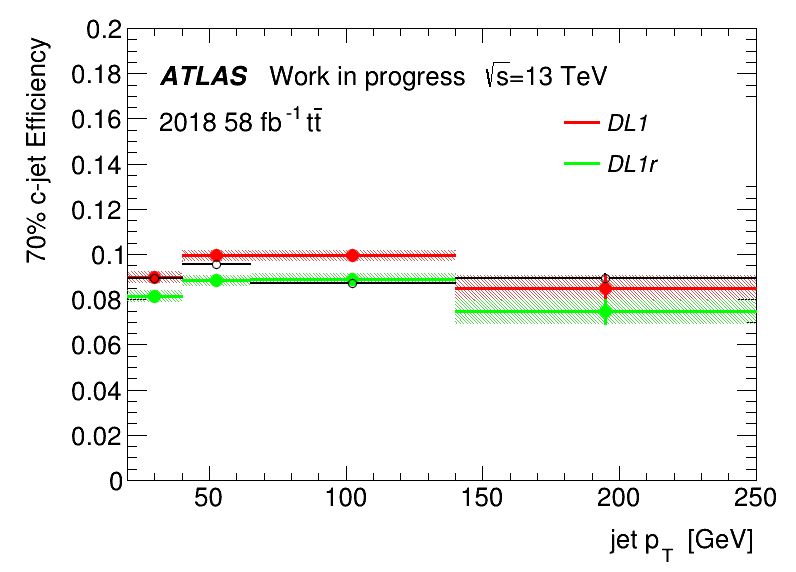 0.2
0.18
0.16
0.14
0.12
0.1
0.08
0.06
0.04
0.02
0
70% c-jet Efficiency
ATLAS Work in progress √s=13 TeV
2018 58 fb⁻¹ tt̄
DL1
DL1r
50 100 150 200 250
jet p_T [GeV]